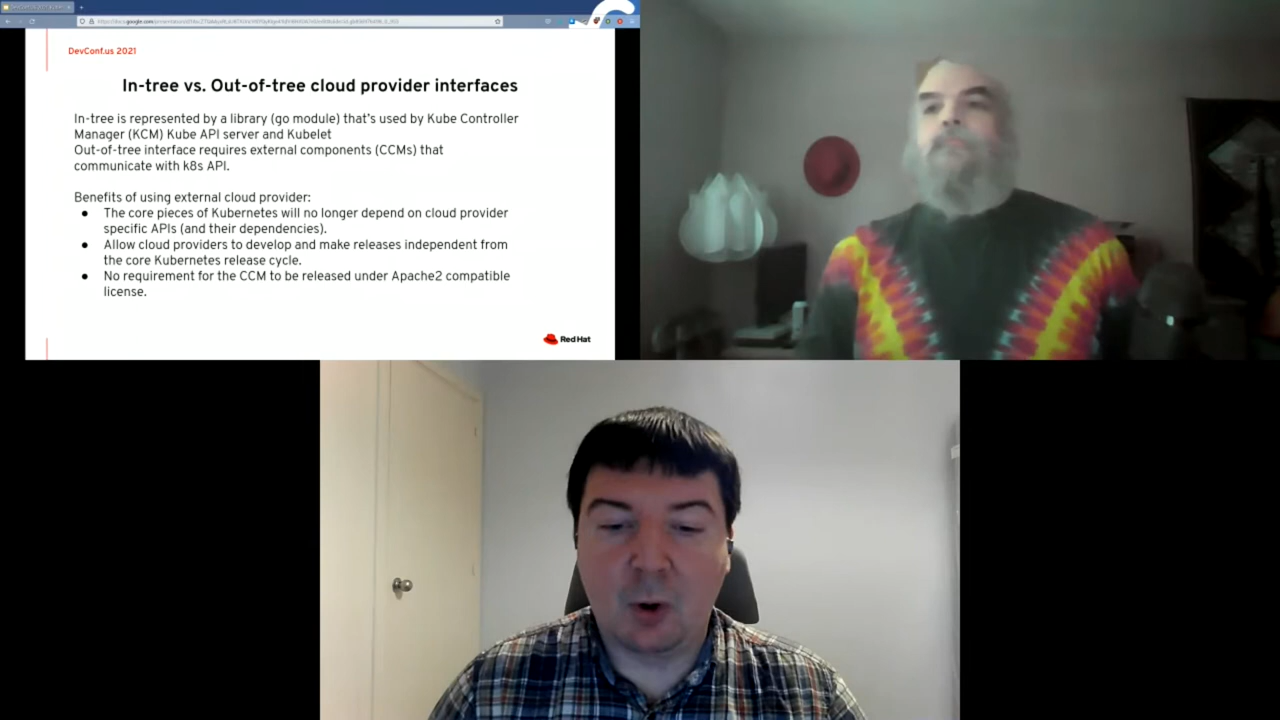 DevConf.us 2021
In-tree vs. Out-of-tree cloud provider interfaces
In-tree is represented by a library (go module) that's used by Kube Controller
Manager (KCM) Kube API server and Kubelet
Out-of-tree interface requires external components (CCMs) that
communicate with k8s API.
Benefits of using external cloud provider:
● The core pieces of Kubernetes will no longer depend on cloud provider
specific APIs (and their dependencies).
● Allow cloud providers to develop and make releases independent from
the core Kubernetes release cycle.
● No requirement for the CCM to be released under Apache2 compatible
license.
Red Hat